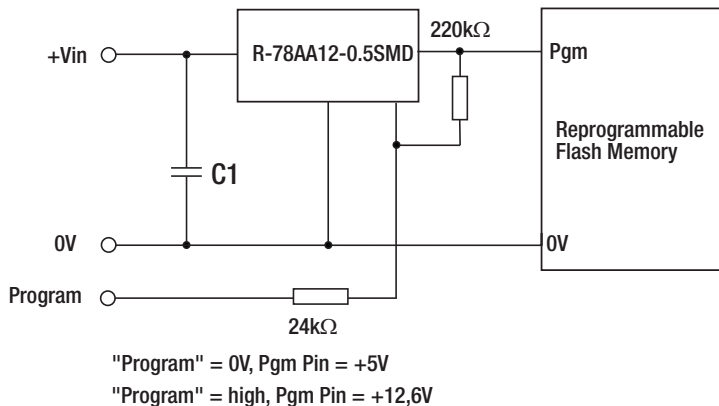 220kΩ
+Vin
R-78AA12-0.5SMD
Pgm
Reprogrammable
Flash Memory
C1
0V
0V
Program
24kΩ
"Program" = 0V, Pgm Pin = +5V
"Program" = high, Pgm Pin = +12,6V